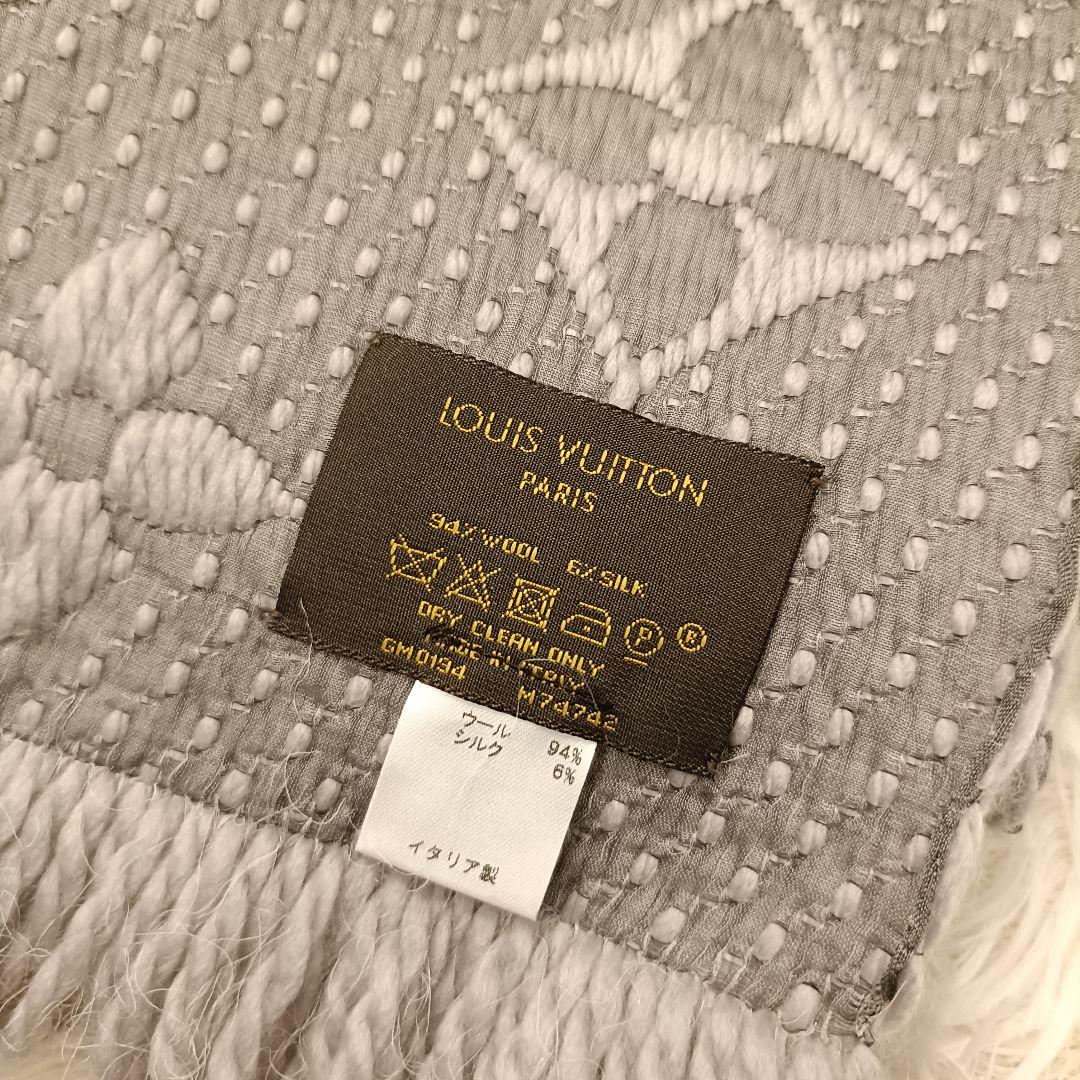 LOUIS VUITTON
PARIS
94% WOOL 6% SILK
P ®
DRY CLEAN ONLY
MADE IN ITALY
GM0194 M74742
ウール 94%
シルク 6%
イタリア製